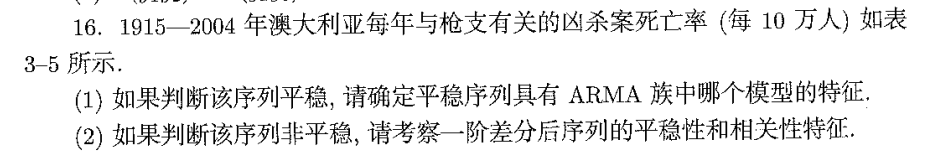 16. 1915—2004 年澳大利亚每年与枪支有关的凶杀案死亡率 (每 10 万人) 如表
3–5 所示.
(1) 如果判断该序列平稳, 请确定平稳序列具有 ARMA 族中哪个模型的特征.
(2) 如果判断该序列非平稳, 请考察一阶差分后序列的平稳性和相关性特征.